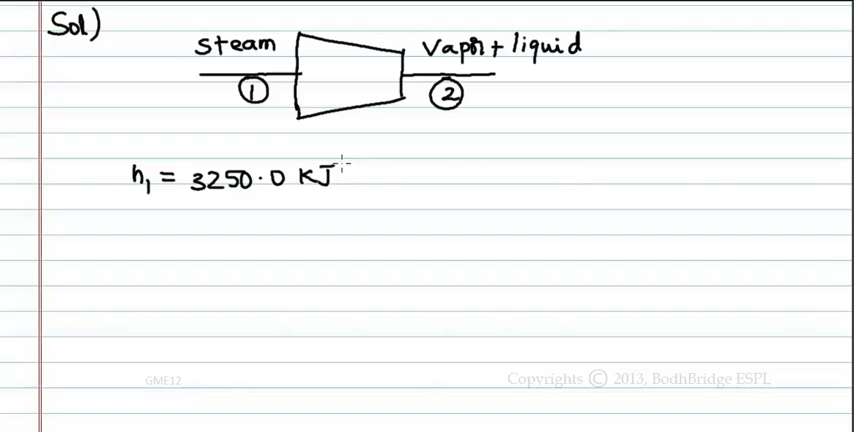 Sol)
steam
Vapor + liquid
1
2
h₁ = 3250.0 KJ
GME12
Copyrights © 2013, BodhBridge ESPL